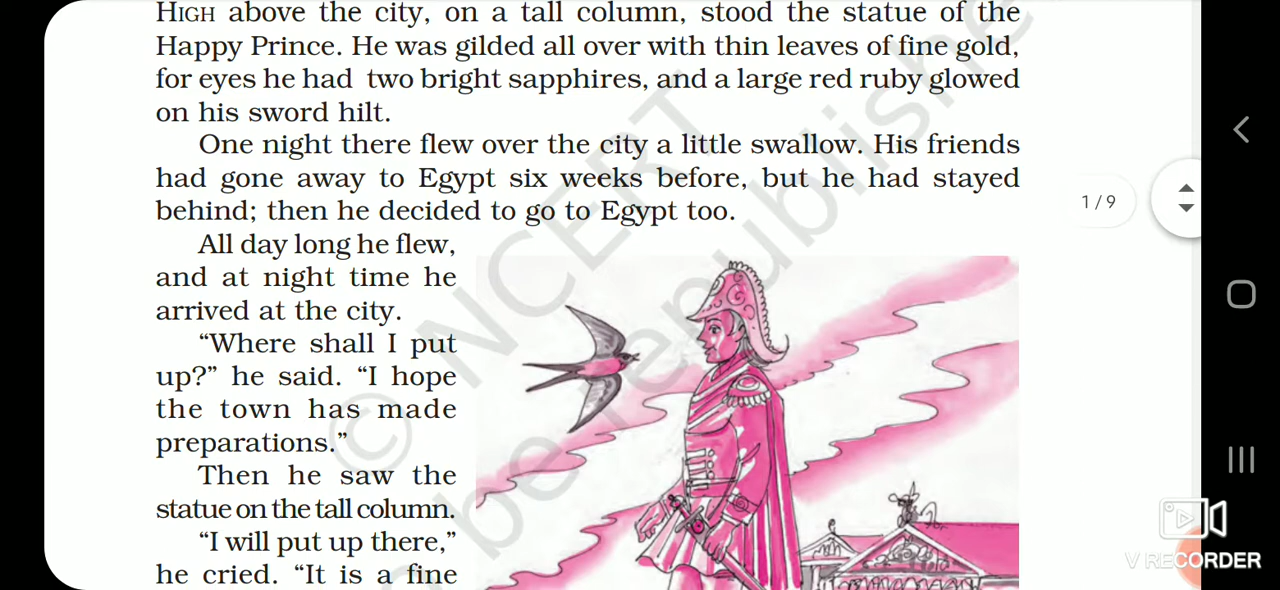 HIGH above the city, on a tall column, stood the statue of the
Happy Prince. He was gilded all over with thin leaves of fine gold,
for eyes he had two bright sapphires, and a large red ruby glowed
on his sword hilt.
One night there flew over the city a little swallow. His friends
had gone away to Egypt six weeks before, but he had stayed
behind; then he decided to go to Egypt too.
All day long he flew,
and at night time he
arrived at the city.
“Where shall I put
up?” he said. “I hope
the town has made
preparations.”
Then he saw the
statue on the tall column.
“I will put up there,”
he cried. “It is a fine
© NCERT
be republishe
1 / 9
V RECORDER